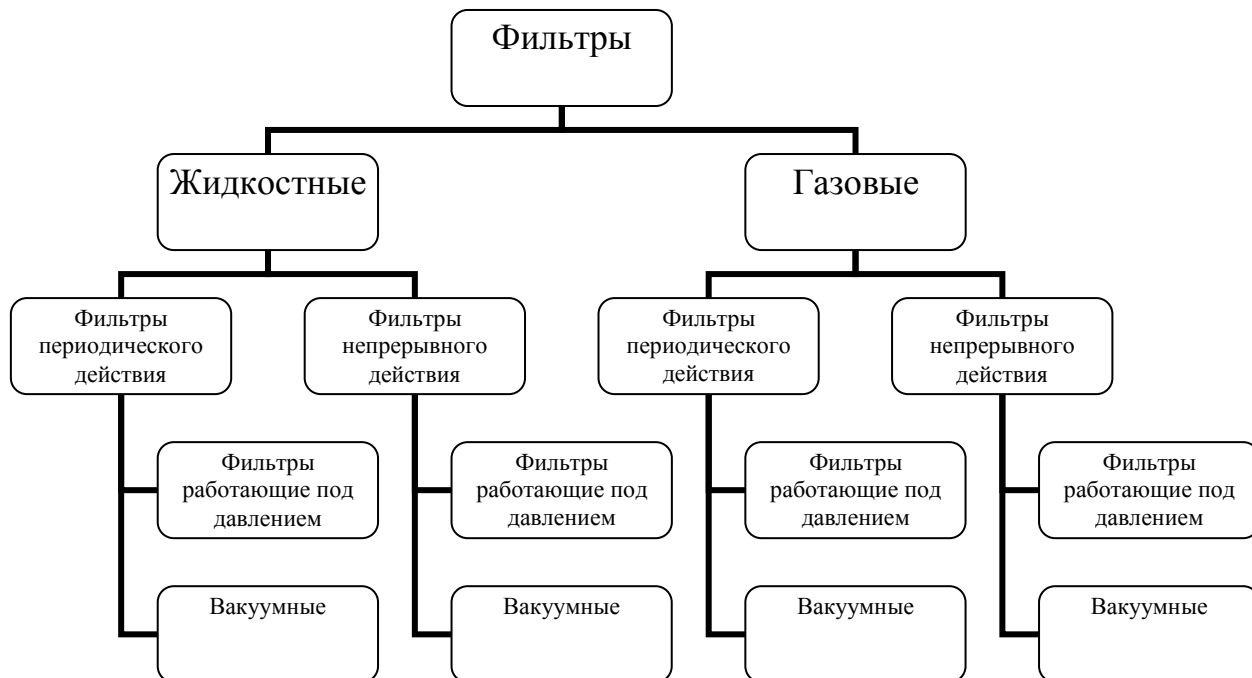 Фильтры
Жидкостные
Газовые
Фильтры
периодического
действия
Фильтры
непрерывного
действия
Фильтры
периодического
действия
Фильтры
непрерывного
действия
Фильтры
работающие под
давлением
Фильтры
работающие под
давлением
Фильтры
работающие под
давлением
Фильтры
работающие под
давлением
Вакуумные
Вакуумные
Вакуумные
Вакуумные